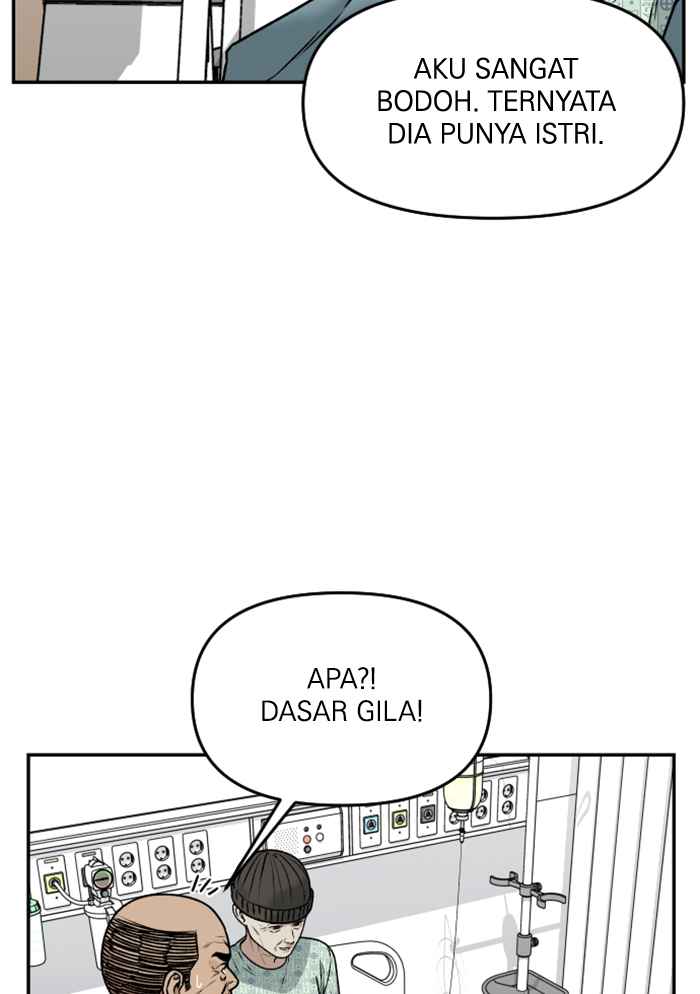 AKU SANGAT
BODOH. TERNYATA
DIA PUNYA ISTRI.
APA?!
DASAR GILA!